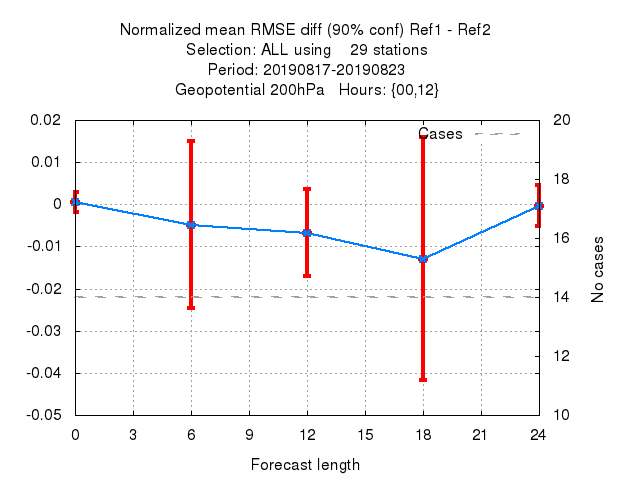 Normalized mean RMSE diff (90% conf) Ref1 - Ref2
Selection: ALL using    29 stations
Period: 20190817-20190823
Geopotential 200hPa   Hours: {00,12}
Cases
0.02
0.01
0
-0.01
-0.02
-0.03
-0.04
-0.05
20
18
16
14
12
10
No cases
0 3 6 9 12 15 18 21 24
Forecast length